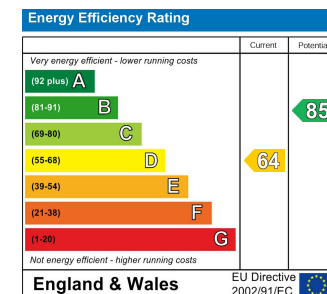 Energy Efficiency Rating
Current Potentia
Very energy efficient - lower running costs
(92 plus) A
(81-91) B
85
(69-80) C
(55-68) D
64
(39-54) E
(21-38) F
(1-20) G
Not energy efficient - higher running costs
England & Wales
EU Directive
2002/91/EC